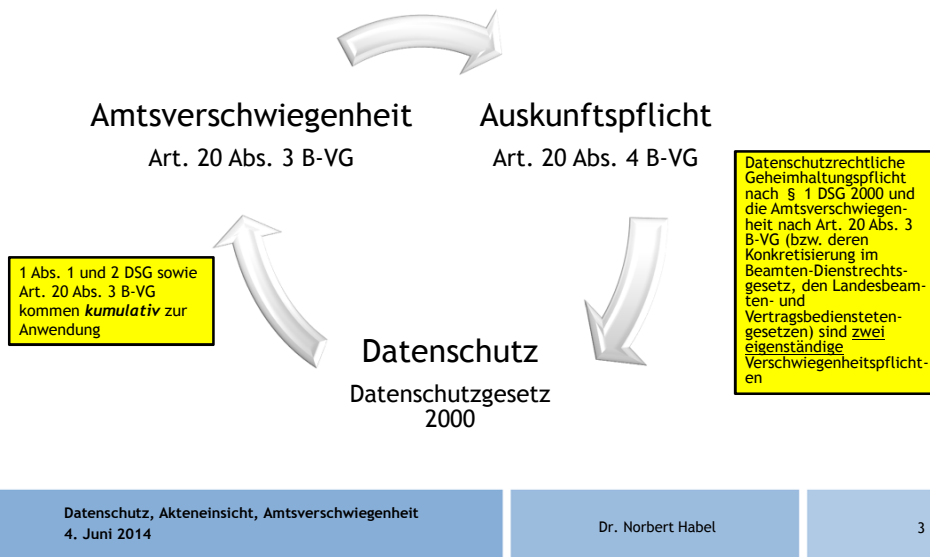 Amtsverschwiegenheit
Art. 20 Abs. 3 B-VG
Auskunftspflicht
Art. 20 Abs. 4 B-VG
Datenschutzrechtliche
Geheimhaltungspflicht
nach § 1 DSG 2000 und
die Amtsverschwiegen-
heit nach Art. 20 Abs. 3
B-VG (bzw. deren
Konkretisierung im
Beamten-Dienstrechts-
gesetz, den Landesbeam-
ten- und
Vertragsbediensteten-
gesetzen) sind zwei
eigenständige
Verschwiegenheitspflicht-
en
1 Abs. 1 und 2 DSG sowie
Art. 20 Abs. 3 B-VG
kommen kumulativ zur
Anwendung
Datenschutz
Datenschutzgesetz
2000
Datenschutz, Akteneinsicht, Amtsverschwiegenheit
4. Juni 2014
Dr. Norbert Habel
3